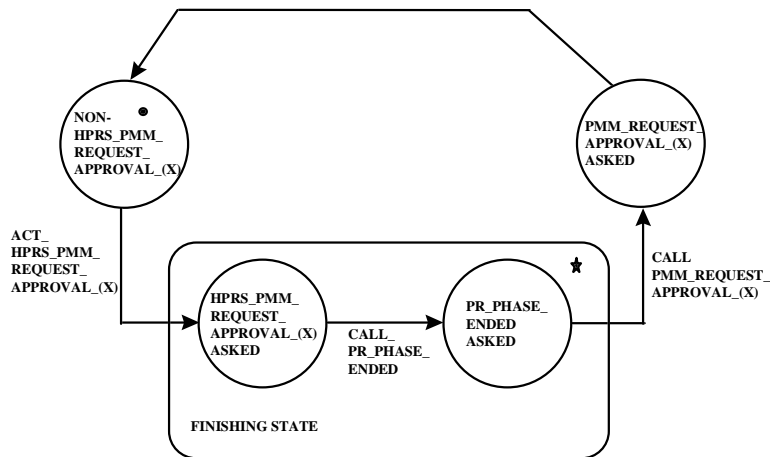 NON-
HPRS_PMM_
REQUEST_
APPROVAL_(X)
PMM_REQUEST_
APPROVAL_(X)
ASKED
ACT_
HPRS_PMM_
REQUEST_
APPROVAL_(X)
HPRS_PMM_
REQUEST_
APPROVAL_(X)
ASKED
CALL_
PR_PHASE_
ENDED
PR_PHASE_
ENDED
ASKED
CALL
PMM_REQUEST_
APPROVAL_(X)
FINISHING STATE